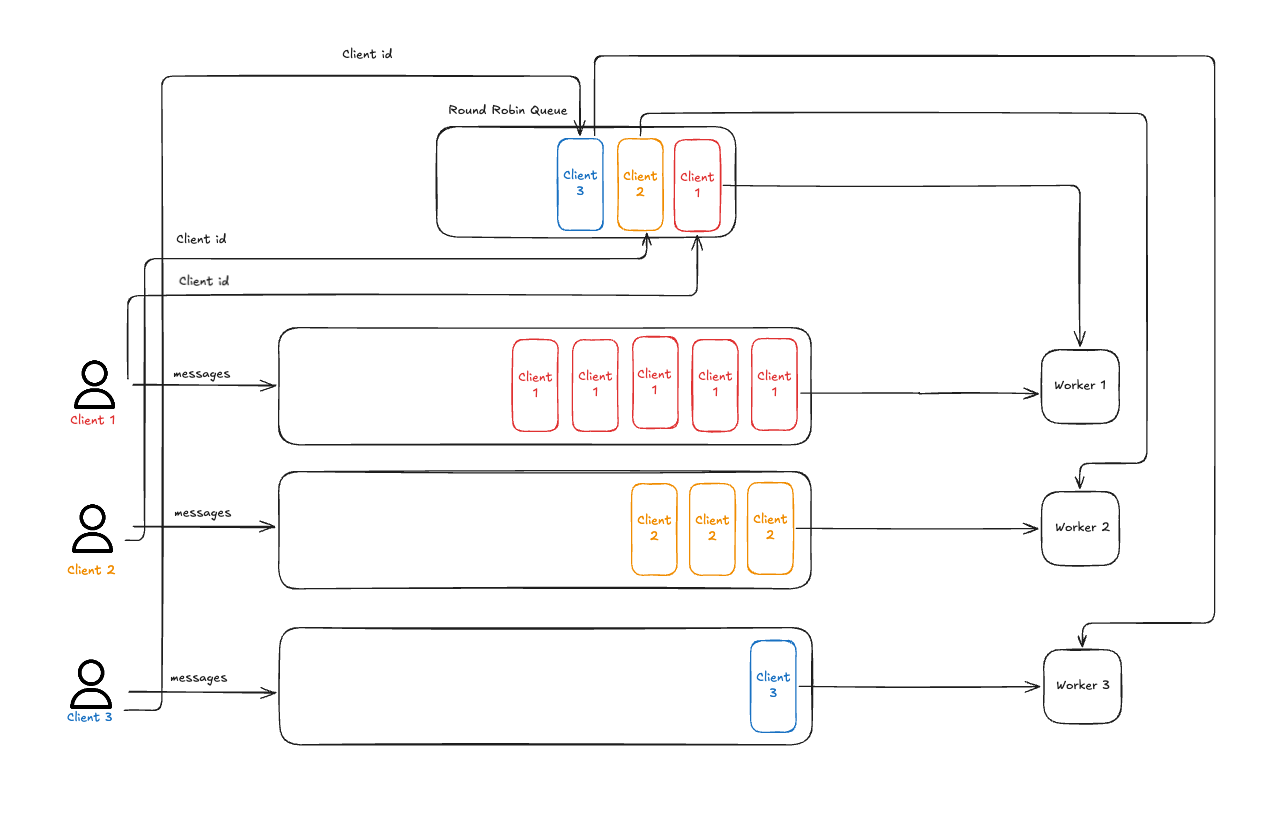 Client id
Round Robin Queue
Client
3
Client
2
Client
1
Client id
Client id
messages
Client 1
Client
1
Client
1
Client
1
Client
1
Client
1
Worker 1
messages
Client 2
Client
2
Client
2
Client
2
Worker 2
messages
Client 3
Client
3
Worker 3